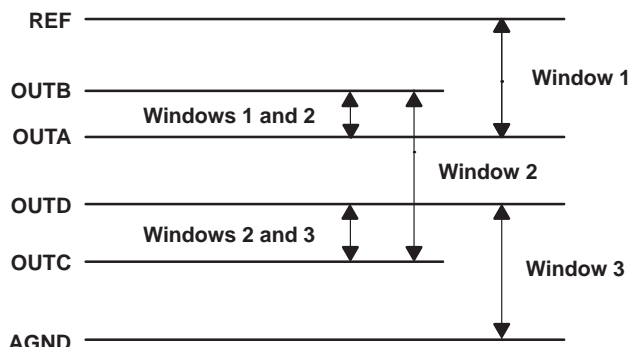 REF
Window 1
OUTB
Windows 1 and 2
OUTA
Window 2
OUTD
Windows 2 and 3
OUTC
Window 3
AGND